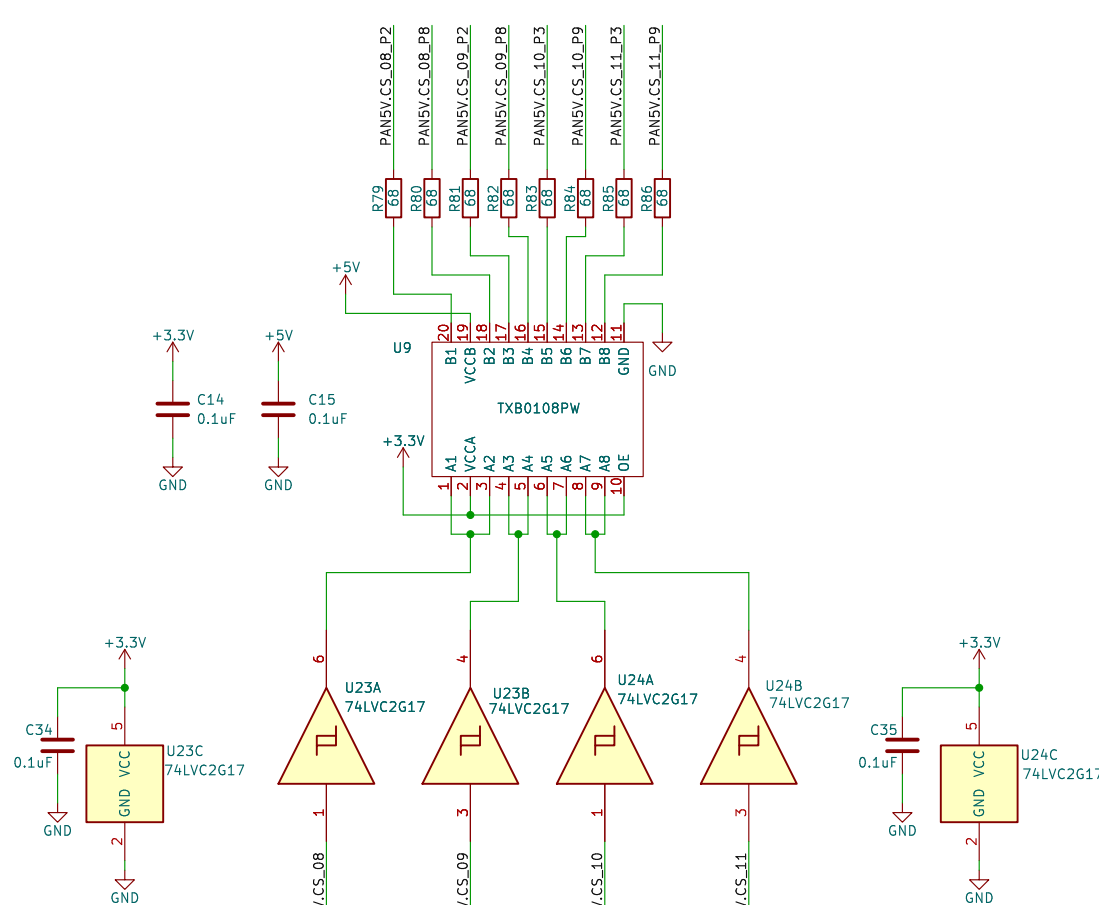 PAN5V.CS_08_P2
PAN5V.CS_08_P8
PAN5V.CS_09_P2
PAN5V.CS_09_P8
PAN5V.CS_10_P3
PAN5V.CS_10_P9
PAN5V.CS_11_P3
PAN5V.CS_11_P9
R79 68
R80 68
R81 68
R82 68
R83 68
R84 68
R85 68
R86 68
+5V
20 19 18 17 16 15 14 13 12 11
+3.3V
+5V
U9
B1 VCCB B2 B3 B4 B5 B6 B7 B8 GND
GND
C14
0.1uF
C15
0.1uF
TXB0108PW
+3.3V
A1 VCCA A2 A3 A4 A5 A6 A7 A8 OE
GND
GND
1 2 3 4 5 6 7 8 9 10
+3.3V
+3.3V
6
4
6
4
U23A
74LVC2G17
U23B
74LVC2G17
U24A
74LVC2G17
U24B
74LVC2G17
C34
0.1uF
5
VCC
GND
U23C
74LVC2G17
C35
0.1uF
5
VCC
GND
U24C
74LVC2G17
1
3
1
3
GND
2
GND
GND
2
GND
.CS_08
.CS_09
.CS_10
.CS_11